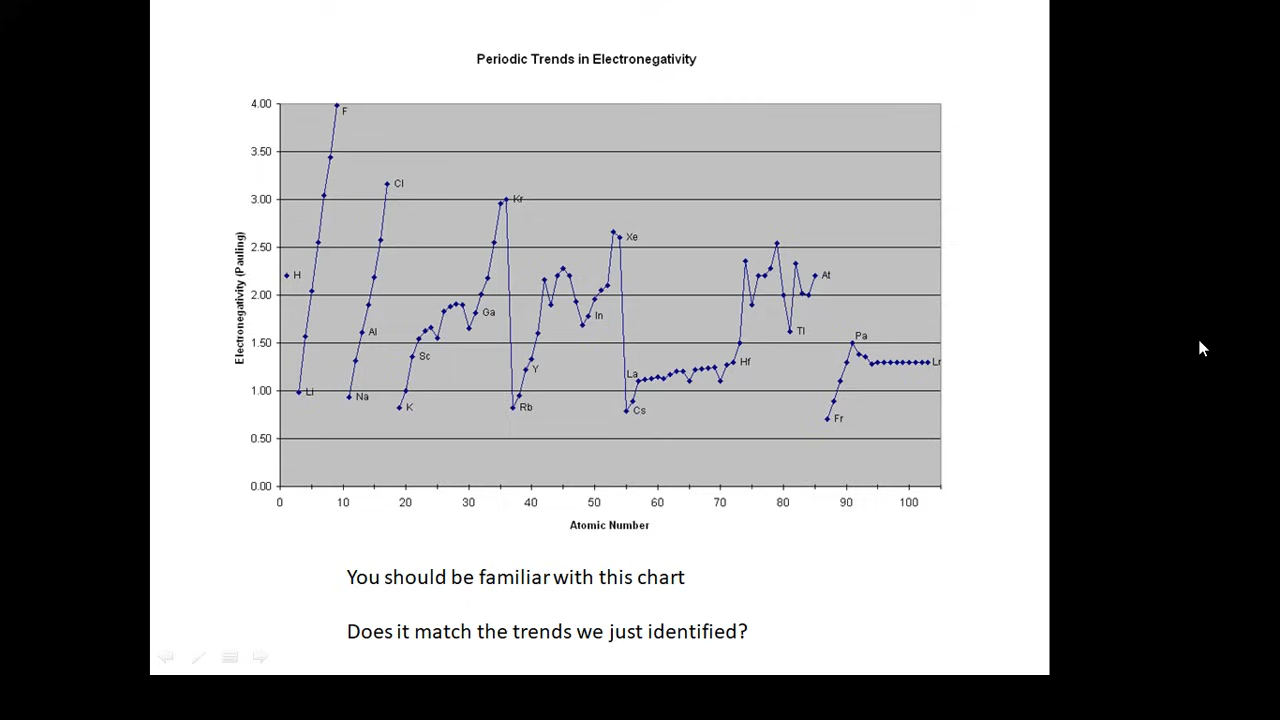 Periodic Trends in Electronegativity
Electronegativity (Pauling)
4.00
3.50
3.00
2.50
2.00
1.50
1.00
0.50
0.00
F
Cl
Kr
Xe
H
At
Ga
In
Al
Tl
Pa
Sc
Y
La
Hf
Lr
Li
Na
K
Rb
Cs
Fr
0 10 20 30 40 50 60 70 80 90 100
Atomic Number
You should be familiar with this chart
Does it match the trends we just identified?